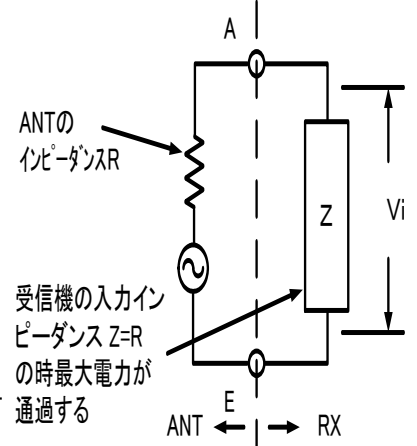 A
ANTの
インピーダンスR
Z
Vi
受信機の入力イン
ピーダンス Z=R
の時最大電力が
通過する
E
ANT
RX